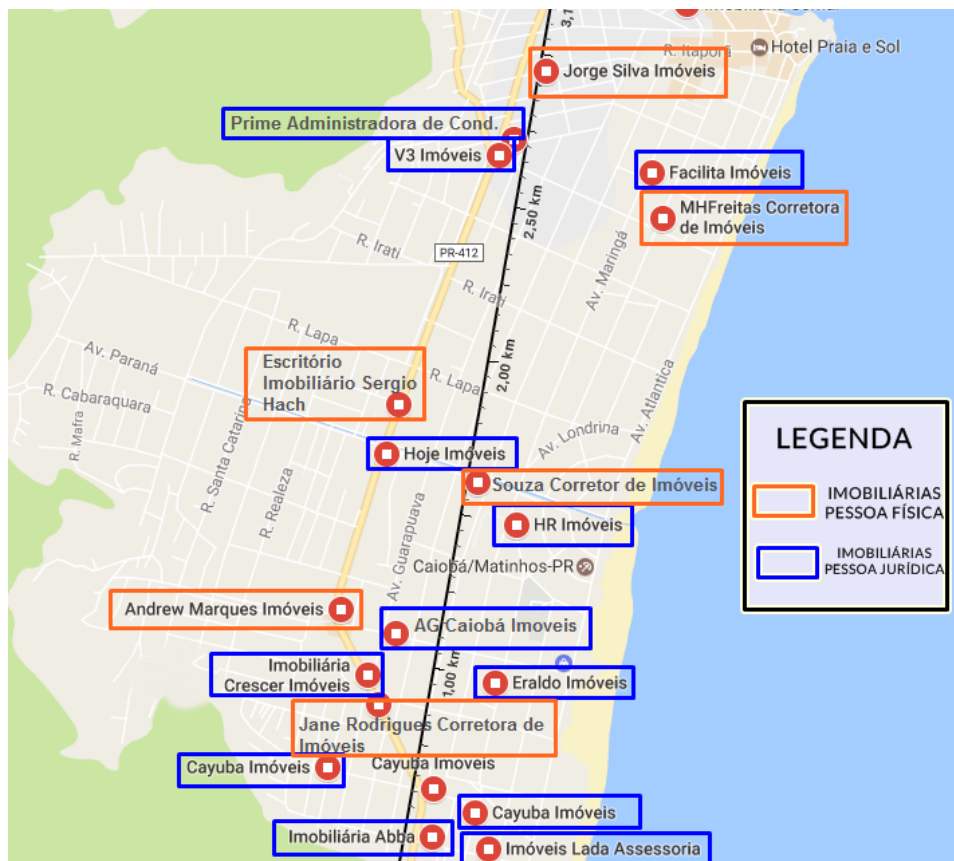 3,1
R. Itaporá
Hotel Praia e Sol
Jorge Silva Imóveis
Prime Administradora de Cond.
V3 Imóveis
Facilita Imóveis
MHFreitas Corretora
de Imóveis
2,50 km
R. Irati
PR-412
R. Irati
Av. Maringá
R. Lapa
Av. Paraná
R. Lapa
2,00 km
Escritório
Imobiliário Sergio
Hach
R. Cabaraquara
R. Mafra
R. Santa Catarina
Av. Atlantica
Av. Londrina
Hoje Imóveis
Souza Corretor de Imóveis
R. Realeza
HR Imóveis
Av. Guarapuava
Caiobá/Matinhos-PR
LEGENDA
IMOBILIÁRIAS
PESSOA FÍSICA
IMOBILIÁRIAS
PESSOA JURÍDICA
Andrew Marques Imóveis
AG Caiobá Imoveis
Imobiliária
Crescer Imóveis
1,00 km
Eraldo Imóveis
Jane Rodrigues Corretora de
Imóveis
Cayuba Imóveis
Cayuba Imóveis
Cayuba Imóveis
Imobiliária Abba
Imóveis Lada Assessoria